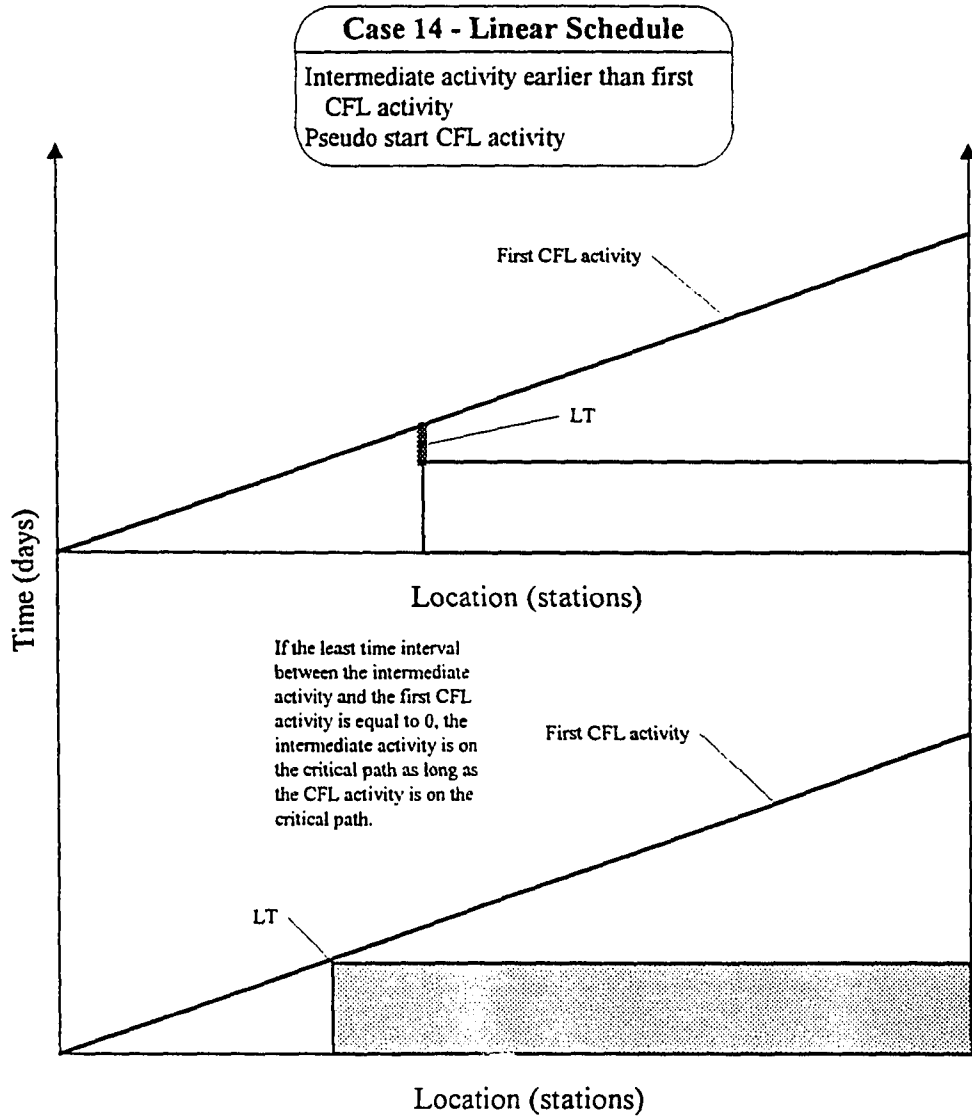 Case 14 - Linear Schedule
Intermediate activity earlier than first
CFL activity
Pseudo start CFL activity
First CFL activity
LT
Time (days)
Location (stations)
If the least time interval
between the intermediate
activity and the first CFL
activity is equal to 0, the
intermediate activity is on
the critical path as long as
the CFL activity is on the
critical path.
First CFL activity
LT
Location (stations)